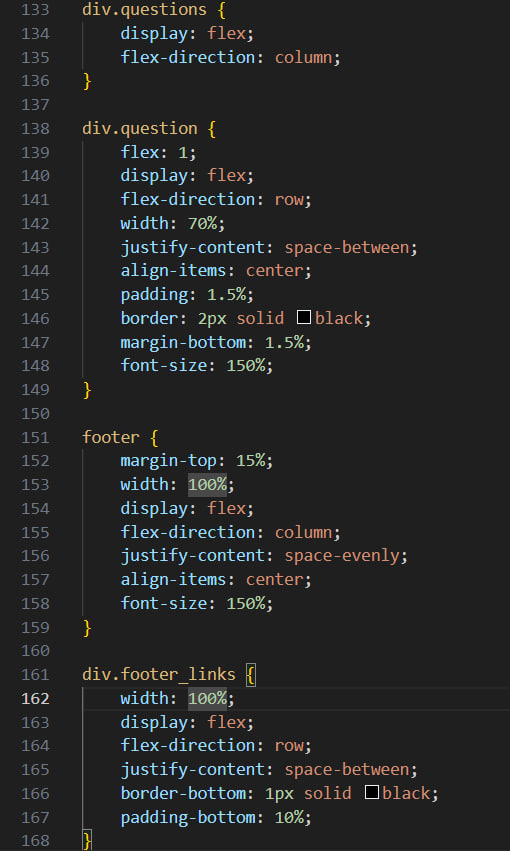 133 div.questions {
134     display: flex;
135     flex-direction: column;
136 }
137
138 div.question {
139     flex: 1;
140     display: flex;
141     flex-direction: row;
142     width: 70%;
143     justify-content: space-between;
144     align-items: center;
145     padding: 1.5%;
146     border: 2px solid black;
147     margin-bottom: 1.5%;
148     font-size: 150%;
149 }
150
151 footer {
152     margin-top: 15%;
153     width: 100%;
154     display: flex;
155     flex-direction: column;
156     justify-content: space-evenly;
157     align-items: center;
158     font-size: 150%;
159 }
160
161 div.footer_links {
162     width: 100%;
163     display: flex;
164     flex-direction: row;
165     justify-content: space-between;
166     border-bottom: 1px solid black;
167     padding-bottom: 10%;
168 }